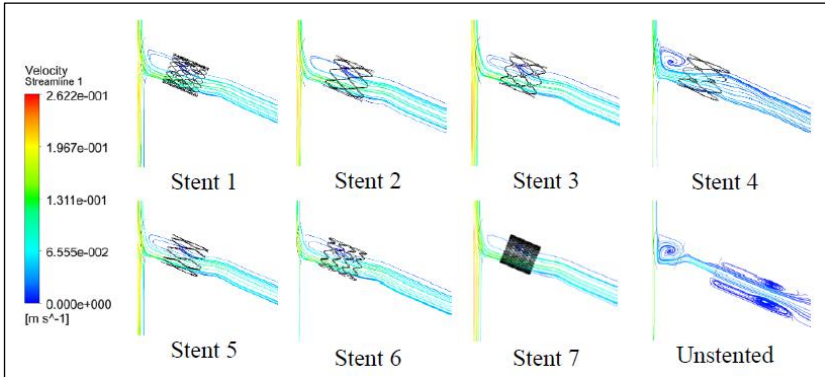 Velocity
Streamline 1
2.622e-001
1.967e-001
1.311e-001
6.555e-002
0.000e+000
[m s^-1]
Stent 1
Stent 2
Stent 3
Stent 4
Stent 5
Stent 6
Stent 7
Unstented